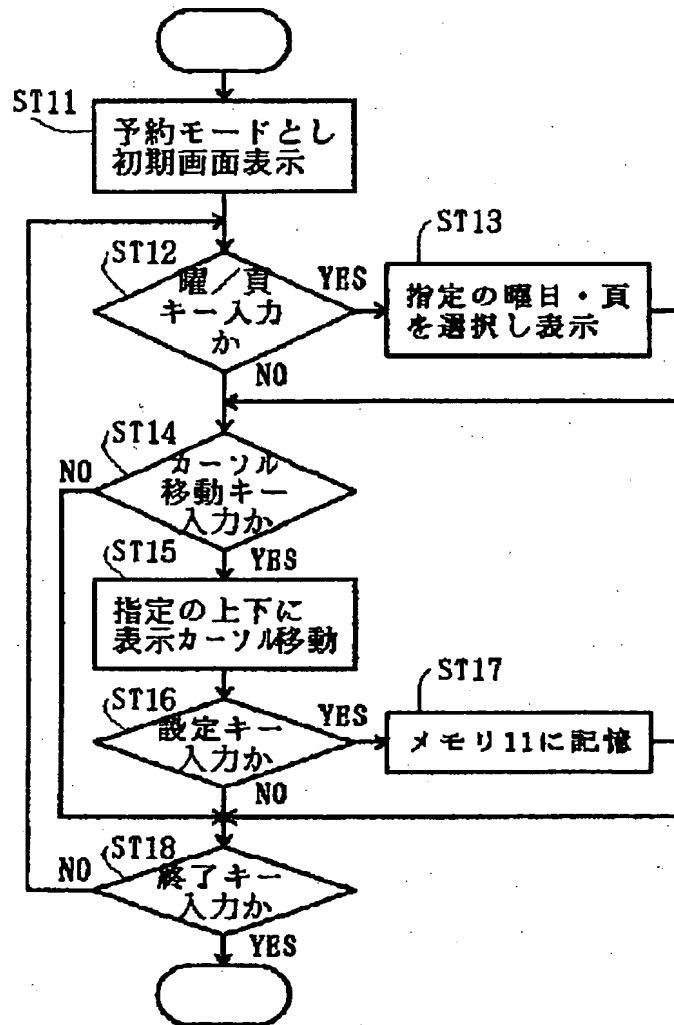 ST11
予約モードとし
初期画面表示
ST12
曜／頁
キー入力
か
YES
ST13
指定の曜日・頁
を選択し表示
NO
ST14
NO
カーソル
移動キー
入力か
YES
ST15
指定の上下に
表示カーソル移動
ST16
設定キー
入力か
YES
ST17
メモリ11に記憶
NO
ST18
NO
終了キー
入力か
YES